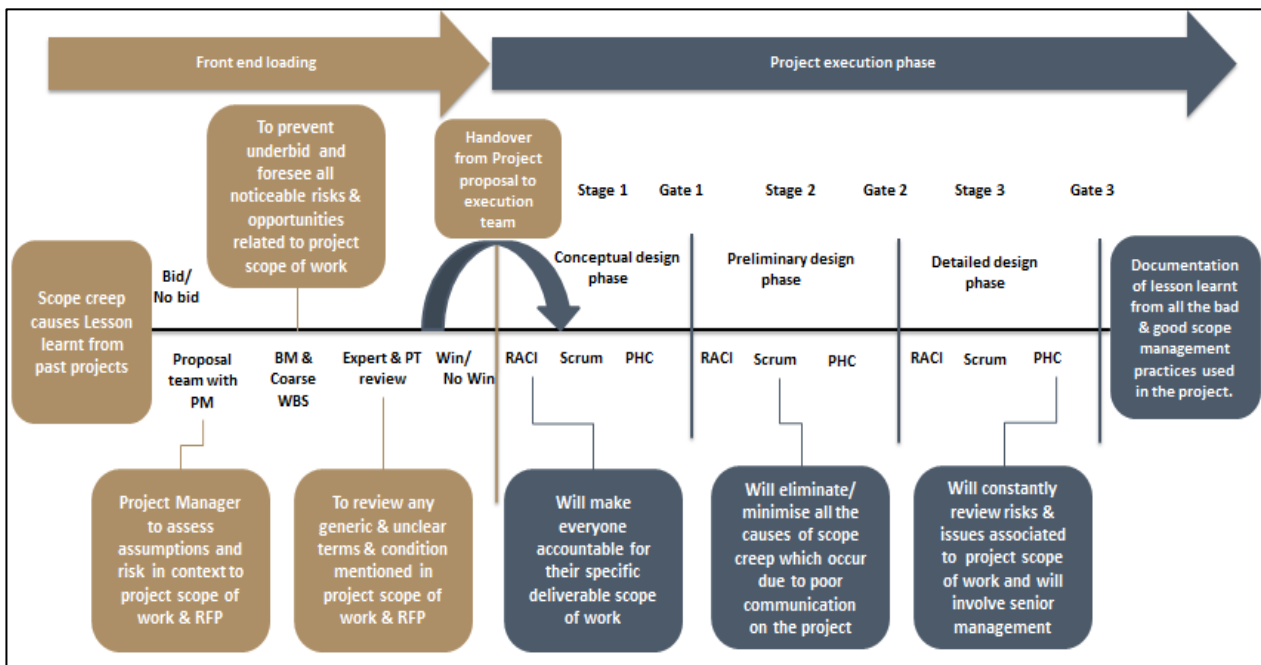 Front end loading
Project execution phase
To prevent
underbid and
foresee all
noticeable risks &
opportunities
related to project
scope of work
Handover
from Project
proposal to
execution
team
Stage 1
Gate 1
Stage 2
Gate 2
Stage 3
Gate 3
Scope creep
causes Lesson
learnt from
past projects
Bid/
No bid
Conceptual design
phase
Preliminary design
phase
Detailed design
phase
Documentation
of lesson learnt
from all the bad
& good scope
management
practices used
in the project.
Proposal
team with
PM
BM &
Coarse
WBS
Expert & PT
review
Win/
No Win
RACI
Scrum
PHC
RACI
Scrum
PHC
RACI
Scrum
PHC
Project Manager
to assess
assumptions and
risk in context to
project scope of
work & RFP
To review any
generic & unclear
terms & condition
mentioned in
project scope of
work & RFP
Will make
everyone
accountable for
their specific
deliverable scope
of work
Will eliminate/
minimise all the
causes of scope
creep which occur
due to poor
communication
on the project
Will constantly
review risks &
issues associated
to project scope
of work and will
involve senior
management